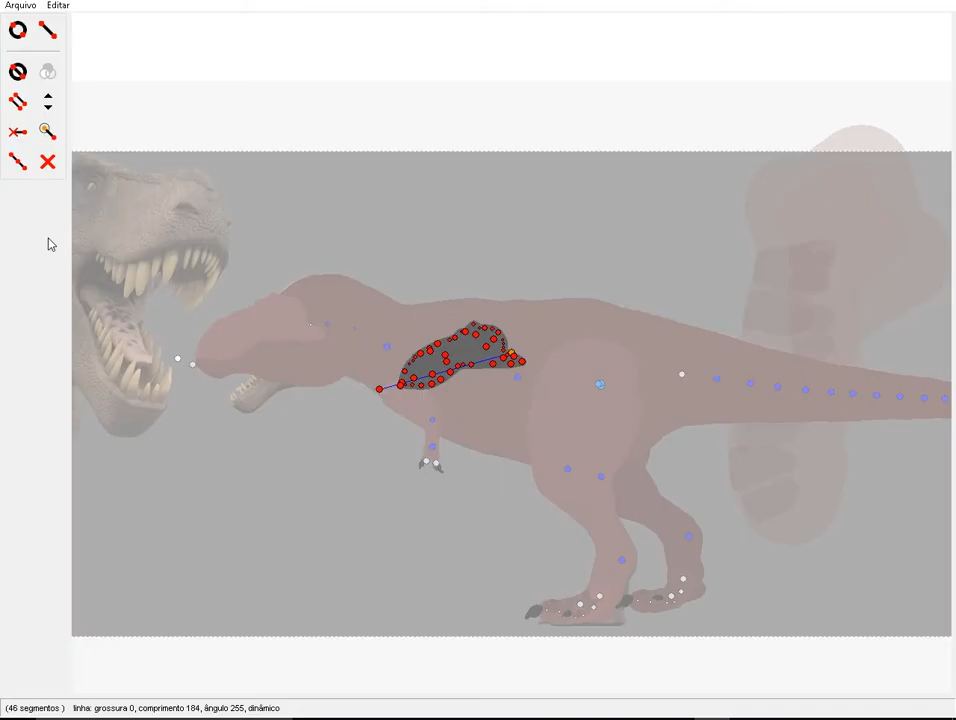 Arquivo Editar
(46 segmentos ) linha: grossura 0, comprimento 184, ângulo 255, dinâmico